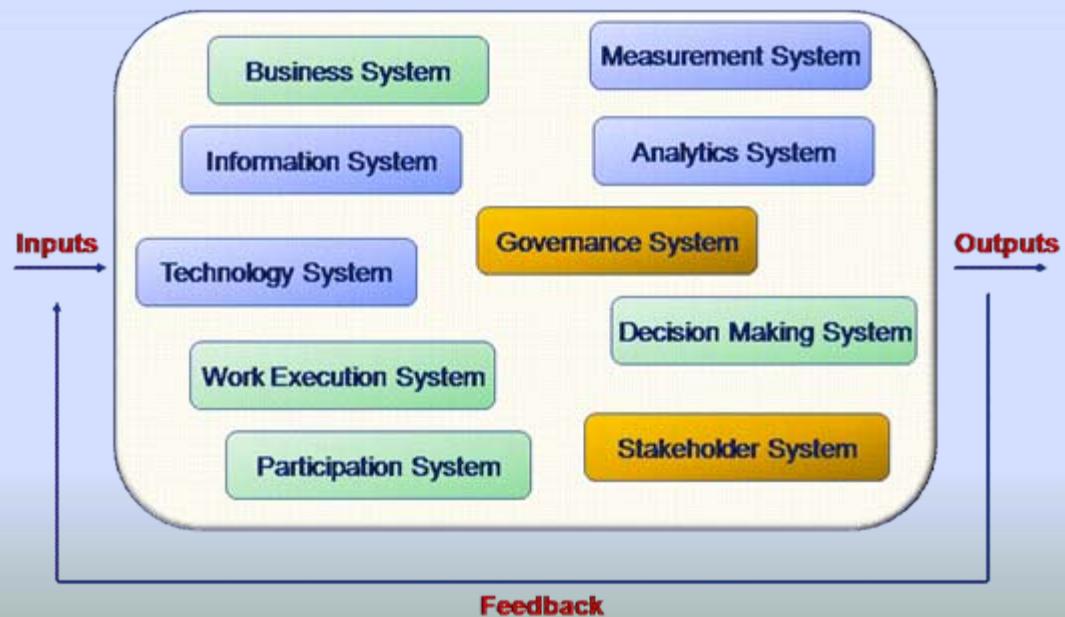 Business System
Measurement System
Information System
Analytics System
Inputs
Governance System
Outputs
Technology System
Decision Making System
Work Execution System
Stakeholder System
Participation System
Feedback